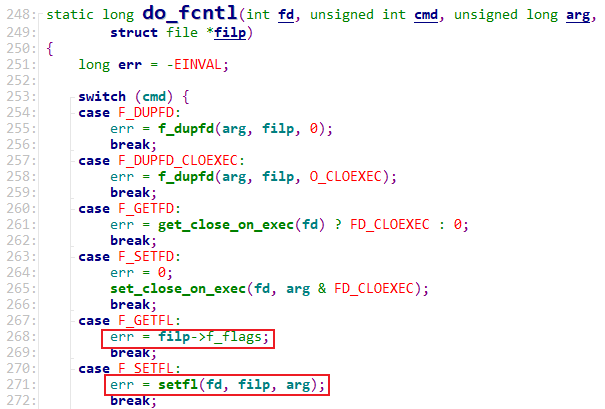 248: static long do_fcntl(int fd, unsigned int cmd, unsigned long arg,
249:         struct file *filp)
250: {
251:     long err = -EINVAL;
252:
253:     switch (cmd) {
254:     case F_DUPFD:
255:         err = f_dupfd(arg, filp, 0);
256:         break;
257:     case F_DUPFD_CLOEXEC:
258:         err = f_dupfd(arg, filp, O_CLOEXEC);
259:         break;
260:     case F_GETFD:
261:         err = get_close_on_exec(fd) ? FD_CLOEXEC : 0;
262:         break;
263:     case F_SETFD:
264:         err = 0;
265:         set_close_on_exec(fd, arg & FD_CLOEXEC);
266:         break;
267:     case F_GETFL:
268:         err = filp->f_flags;
269:         break;
270:     case F_SETFL:
271:         err = setfl(fd, filp, arg);
272:         break;